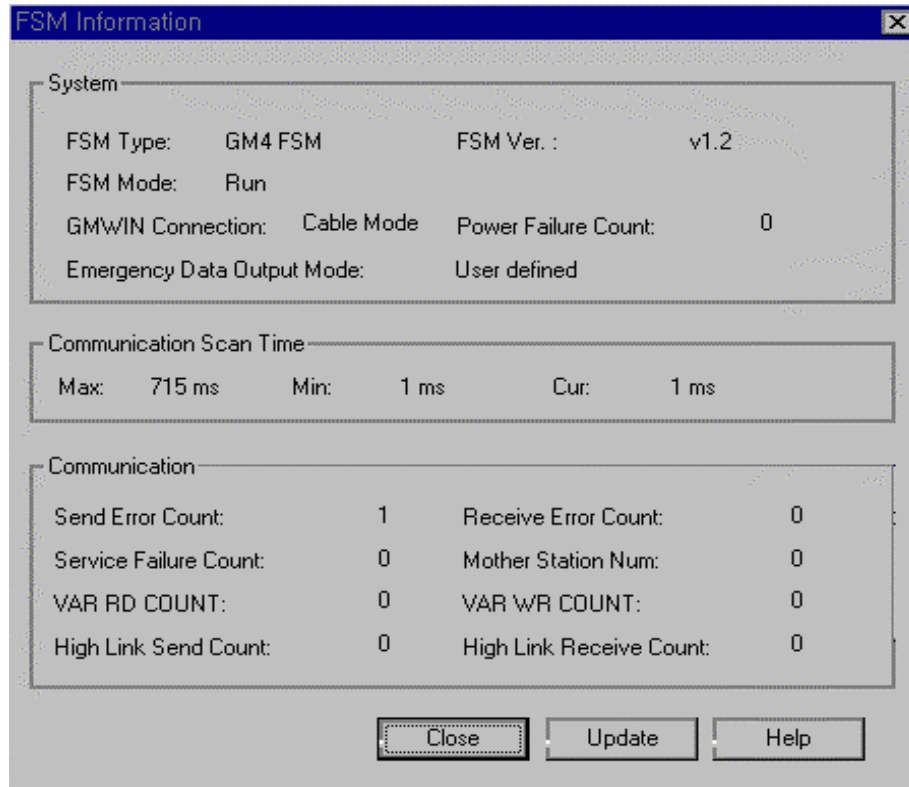 FSM Information
System
FSM Type: GM4 FSM FSM Ver. : v1.2
FSM Mode: Run
GMWIN Connection: Cable Mode Power Failure Count: 0
Emergency Data Output Mode: User defined
Communication Scan Time
Max: 715 ms Min: 1 ms Cur: 1 ms
Communication
Send Error Count: 1 Receive Error Count: 0
Service Failure Count: 0 Mother Station Num: 0
VAR RD COUNT: 0 VAR WR COUNT: 0
High Link Send Count: 0 High Link Receive Count: 0
Close Update Help